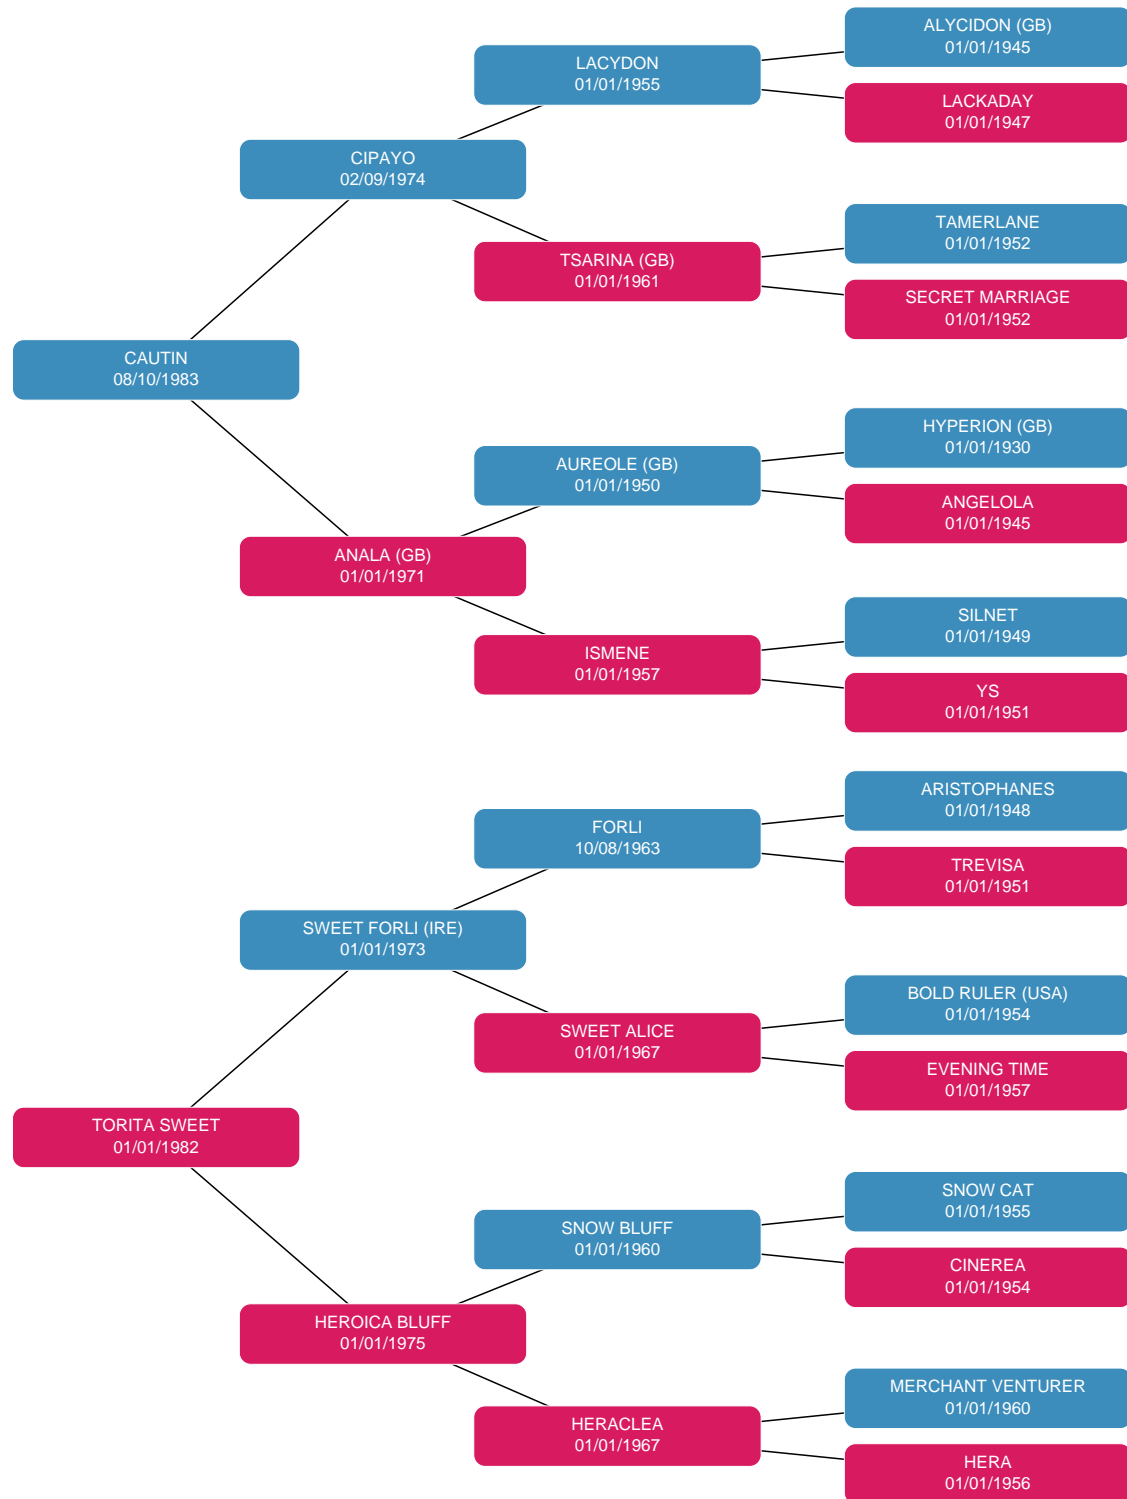 ALYCIDON (GB)
01/01/1945
LACYDON
01/01/1955
LACKADAY
01/01/1947
CIPAYO
02/09/1974
TAMERLANE
01/01/1952
TSARINA (GB)
01/01/1961
SECRET MARRIAGE
01/01/1952
CAUTIN
08/10/1983
HYPERION (GB)
01/01/1930
AUREOLE (GB)
01/01/1950
ANGELOLA
01/01/1945
ANALA (GB)
01/01/1971
SILNET
01/01/1949
ISMENE
01/01/1957
YS
01/01/1951
ARISTOPHANES
01/01/1948
FORLI
10/08/1963
TREVISA
01/01/1951
SWEET FORLI (IRE)
01/01/1973
BOLD RULER (USA)
01/01/1954
SWEET ALICE
01/01/1967
EVENING TIME
01/01/1957
TORITA SWEET
01/01/1982
SNOW CAT
01/01/1955
SNOW BLUFF
01/01/1960
CINEREA
01/01/1954
HEROICA BLUFF
01/01/1975
MERCHANT VENTURER
01/01/1960
HERACLEA
01/01/1967
HERA
01/01/1956